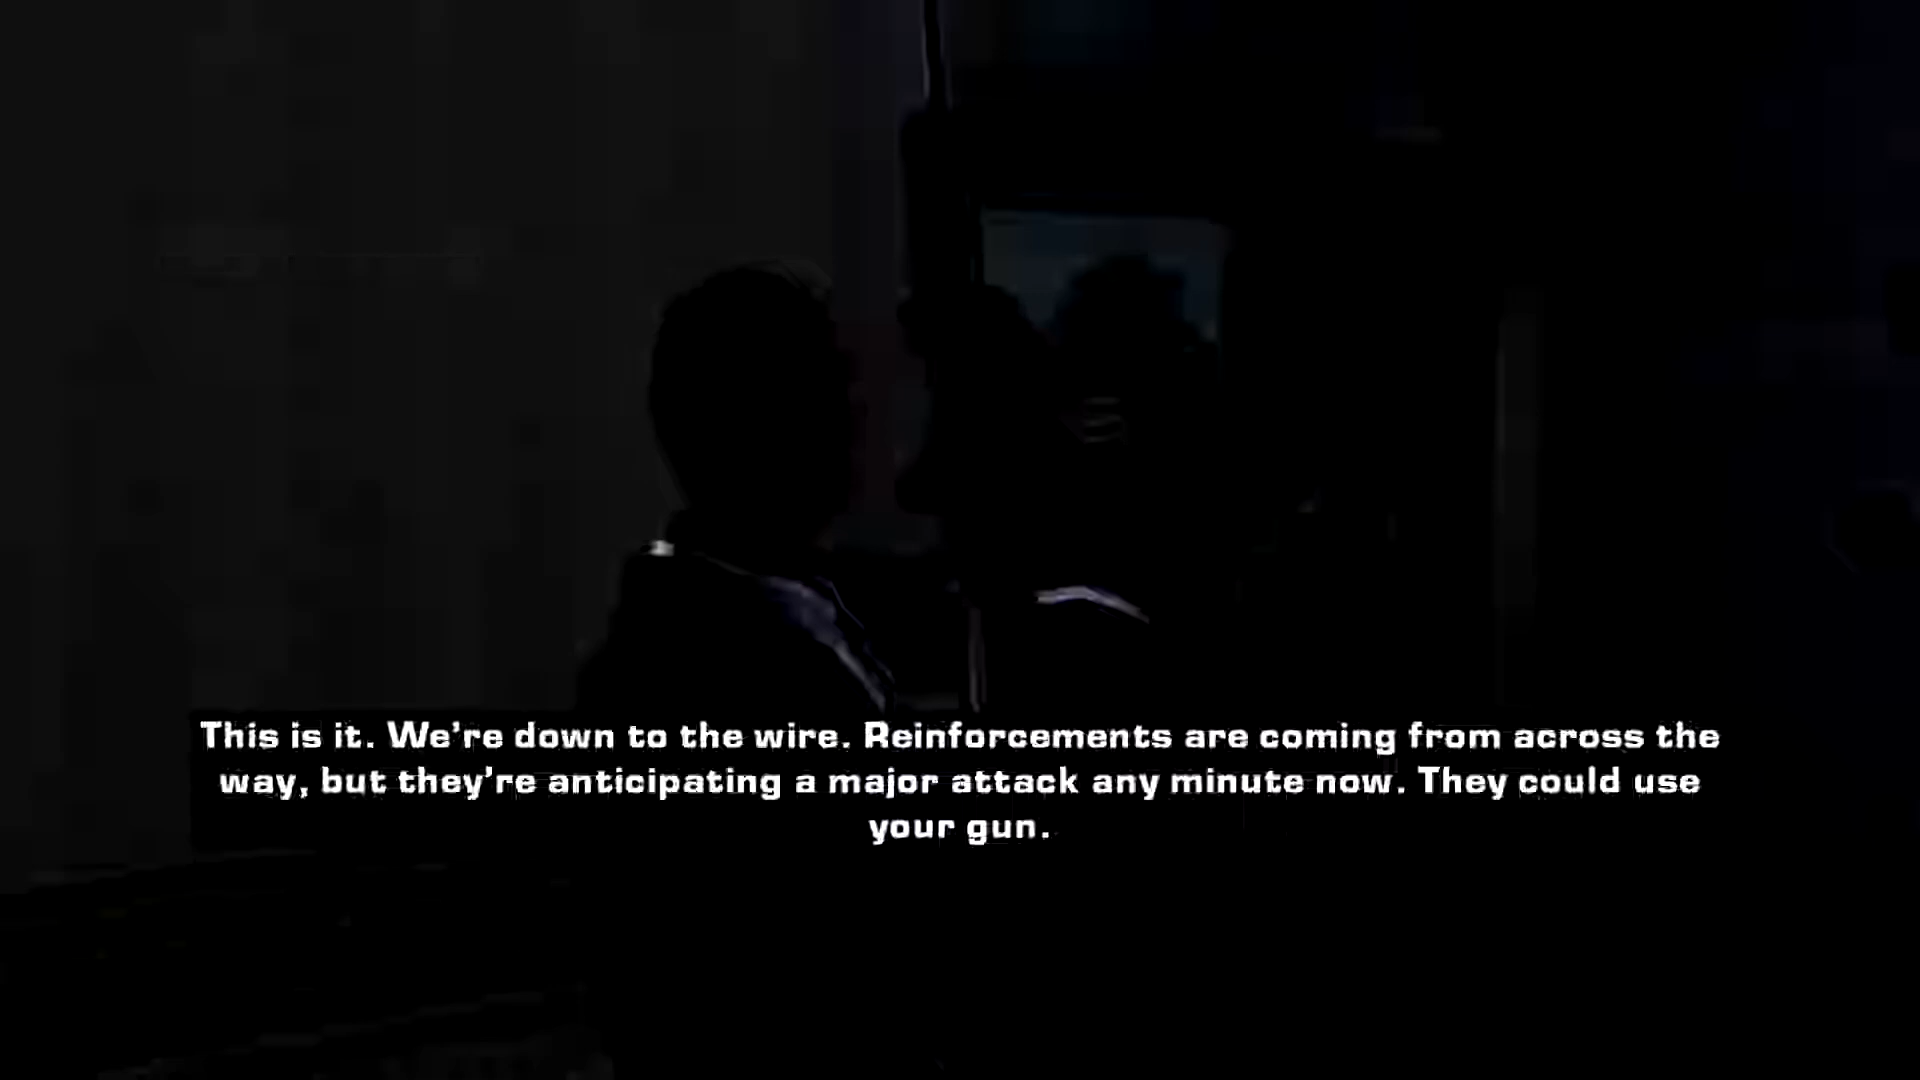 This is it. We're down to the wire. Reinforcements are coming from across the
way, but they're anticipating a major attack any minute now. They could use
your gun.